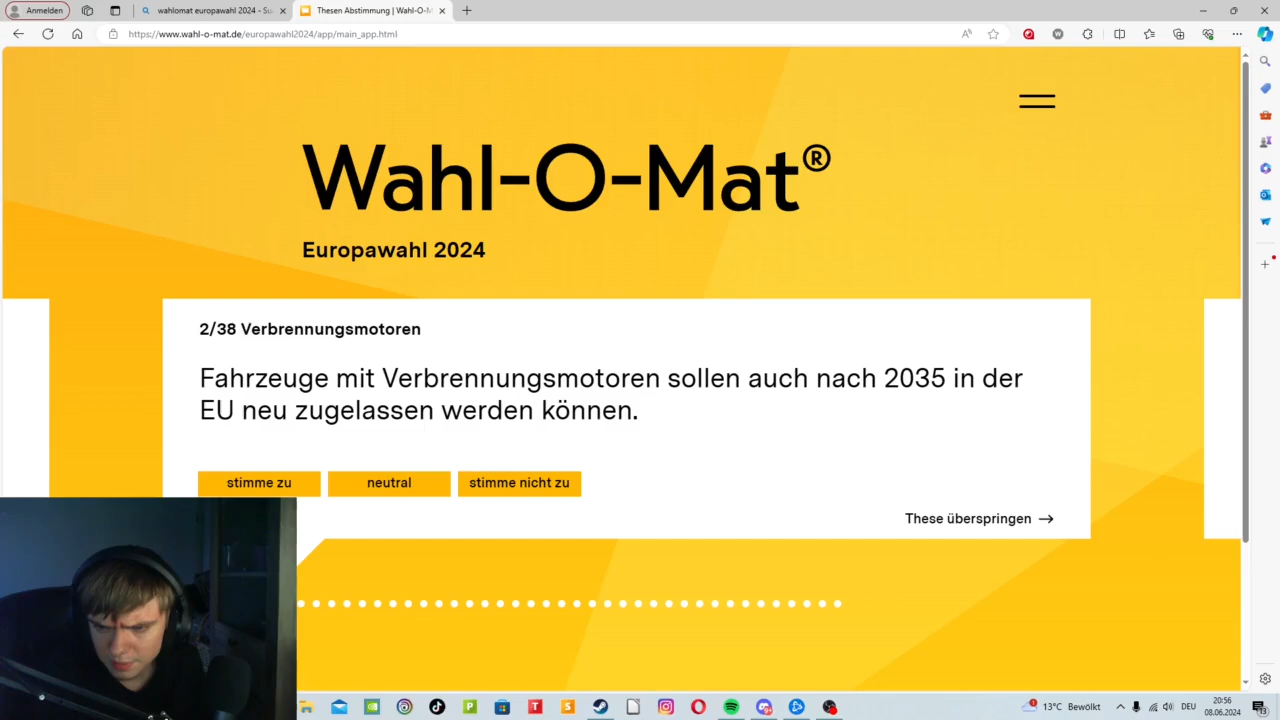 Anmelden
wahlomat europawahl 2024 - Su
Thesen Abstimmung | Wahl-O-M
https://www.wahl-o-mat.de/europawahl2024/app/main_app.html
Wahl-O-Mat®
Europawahl 2024
2/38 Verbrennungsmotoren
Fahrzeuge mit Verbrennungsmotoren sollen auch nach 2035 in der
EU neu zugelassen werden können.
stimme zu
neutral
stimme nicht zu
These überspringen →
13°C Bewölkt
DEU
20:56
08.06.2024